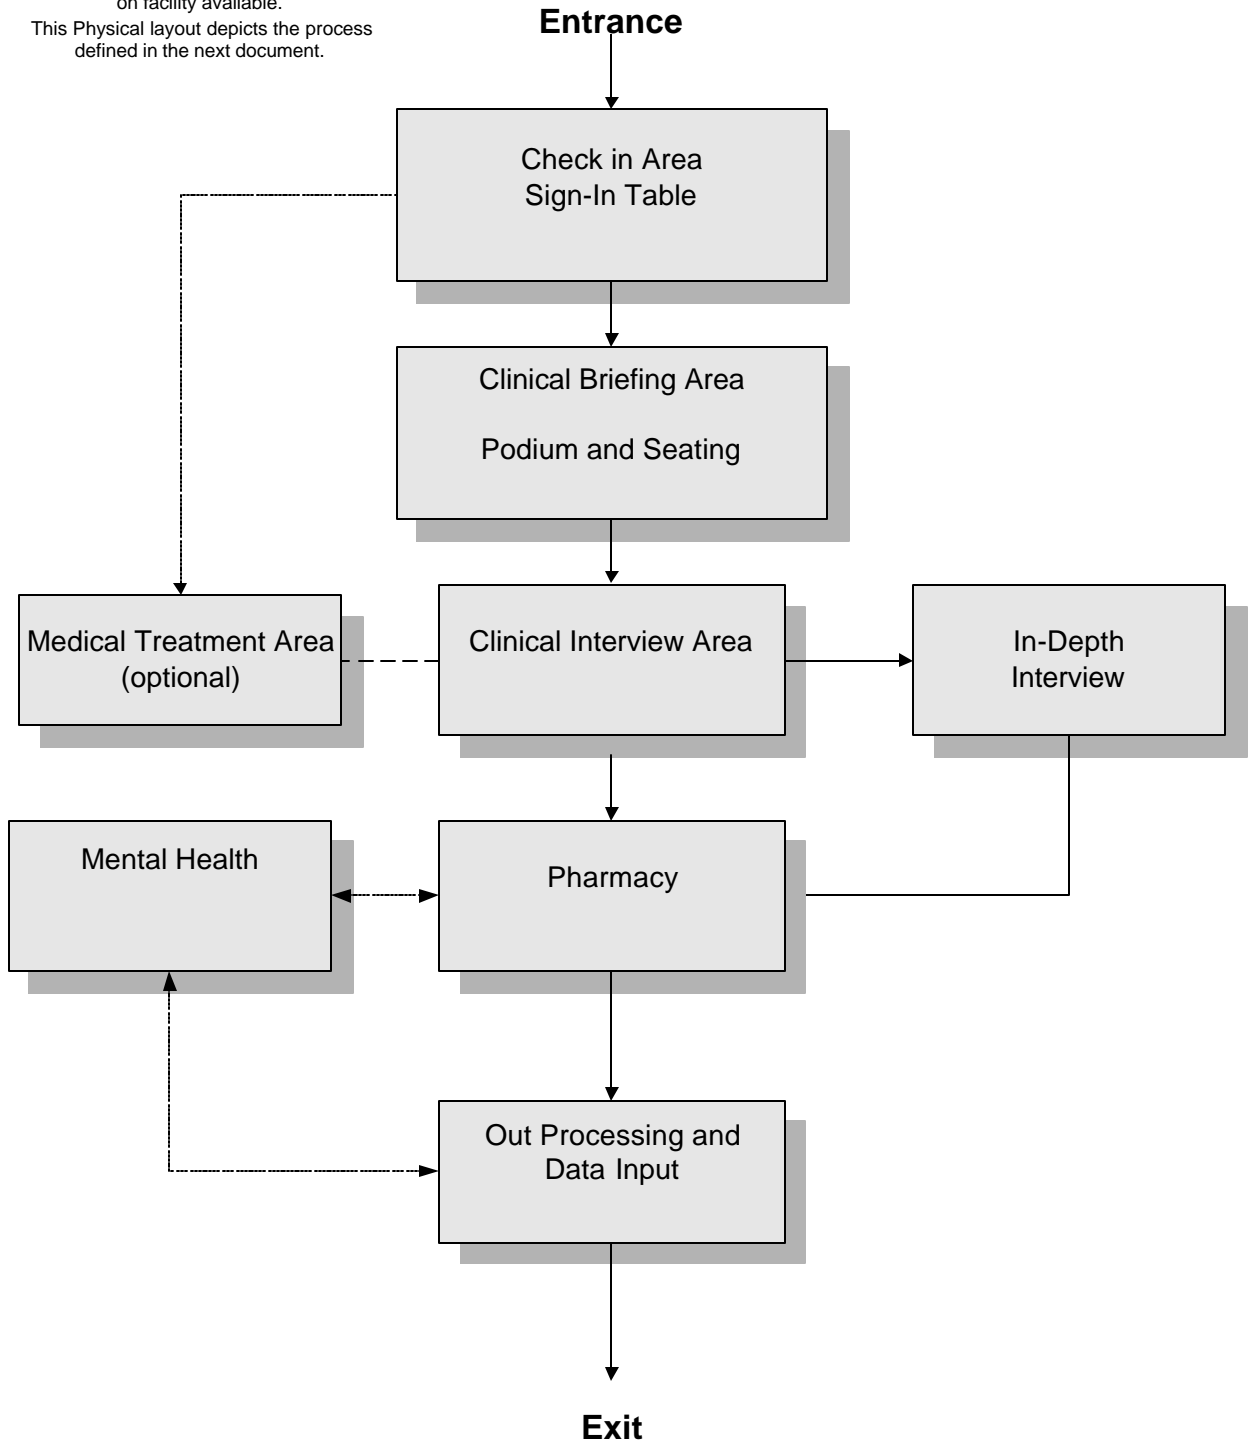 on facility available.
This Physical layout depicts the process
defined in the next document.
Entrance
Check in Area
Sign-In Table
Clinical Briefing Area
Podium and Seating
Medical Treatment Area
(optional)
Clinical Interview Area
In-Depth
Interview
Mental Health
Pharmacy
Out Processing and
Data Input
Exit